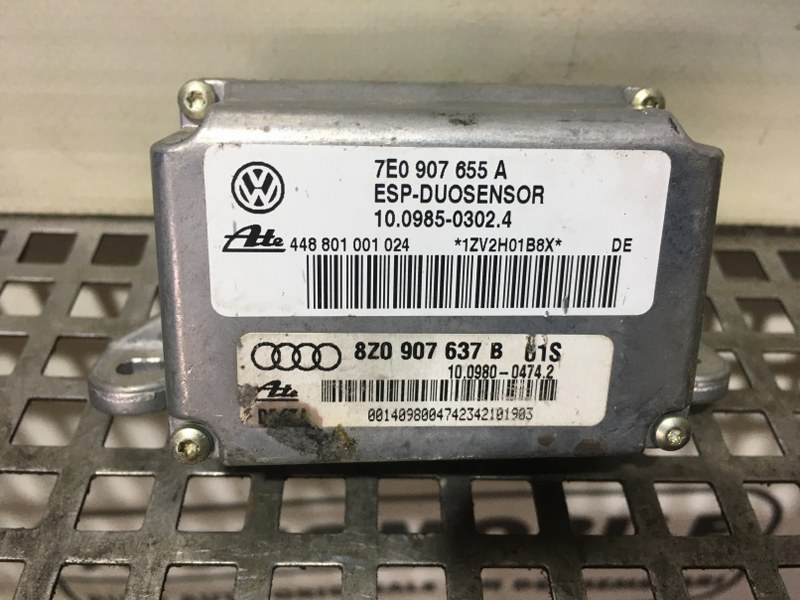 7E0 907 655 A
ESP-DUOSENSOR
10.0985-0302.4
Ate 448 801 001 024 *1ZV2H01B8X* DE
8Z0 907 637 B 01S
10.0980-0474.2
Ate
0014098004742342101903